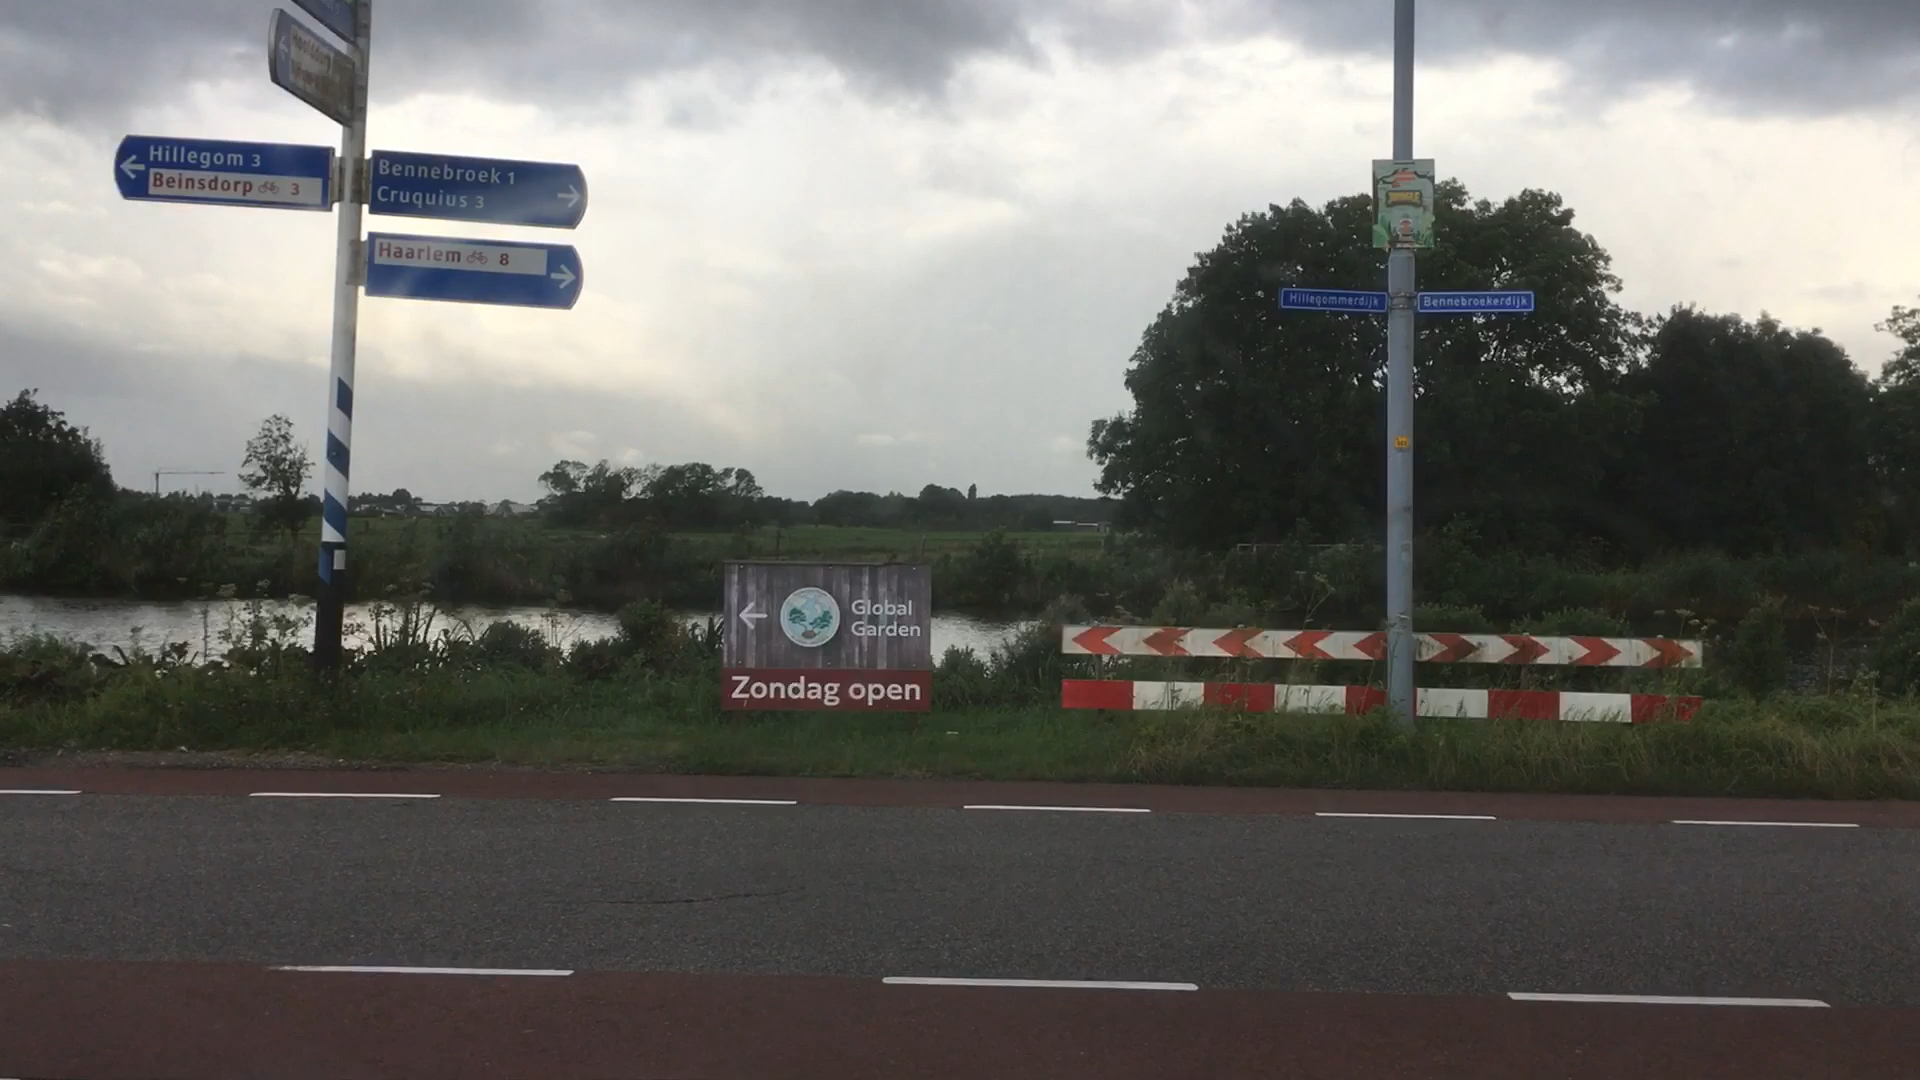 Hillegom 3
Beinsdorp 3
Bennebroek 1
Cruquius 3
Haarlem 8
Hillegommerdijk
Bennebroekerdijk
Global
Garden
Zondag open